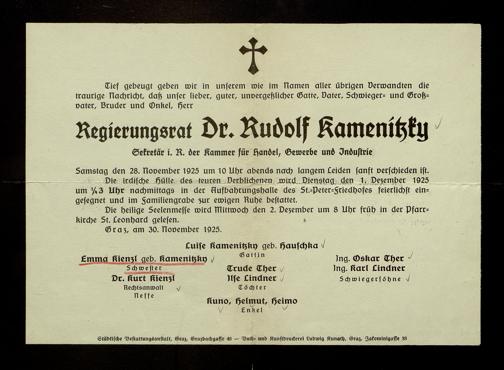 Tief gebeugt geben wir in unserem wie im Namen aller übrigen Verwandten die
traurige Nachricht, daß unser lieber, guter, unvergeßlicher Gatte, Vater, Schwieger- und Groß-
vater, Bruder und Onkel, Herr
Regierungsrat Dr. Rudolf Kamenitzky
Sekretär i. R. der Kammer für Handel, Gewerbe und Industrie
Samstag den 28. November 1925 um 10 Uhr abends nach langem Leiden sanft verschieden ist.
Die irdische Hülle des teuren Verblichenen wird Dienstag den 1. Dezember 1925
um ¼3 Uhr nachmittags in der Aufbahrungshalle des St.-Peter-Friedhofes feierlichst ein-
gesegnet und im Familiengrabe zur ewigen Ruhe bestattet.
Die heilige Seelenmesse wird Mittwoch den 2. Dezember um 8 Uhr früh in der Pfarr-
kirche St. Leonhard gelesen.
Graz, am 30. November 1925.
Luise Kamenitzky geb. Hauschka
Gattin
Emma Kienzl geb. Kamenitzky
Schwester
Dr. Kurt Kienzl
Rechtsanwalt
Neffe
Trude Ther
Ilse Lindner
Töchter
Ing. Oskar Ther
Ing. Karl Lindner
Schwiegersöhne
Kuno, Helmut, Heimo
Enkel
Städtische Bestattungsanstalt, Graz, Grazbachgasse 48 — Buch- und Kunstdruckerei Ludwig Kunath, Graz, Jakominigasse